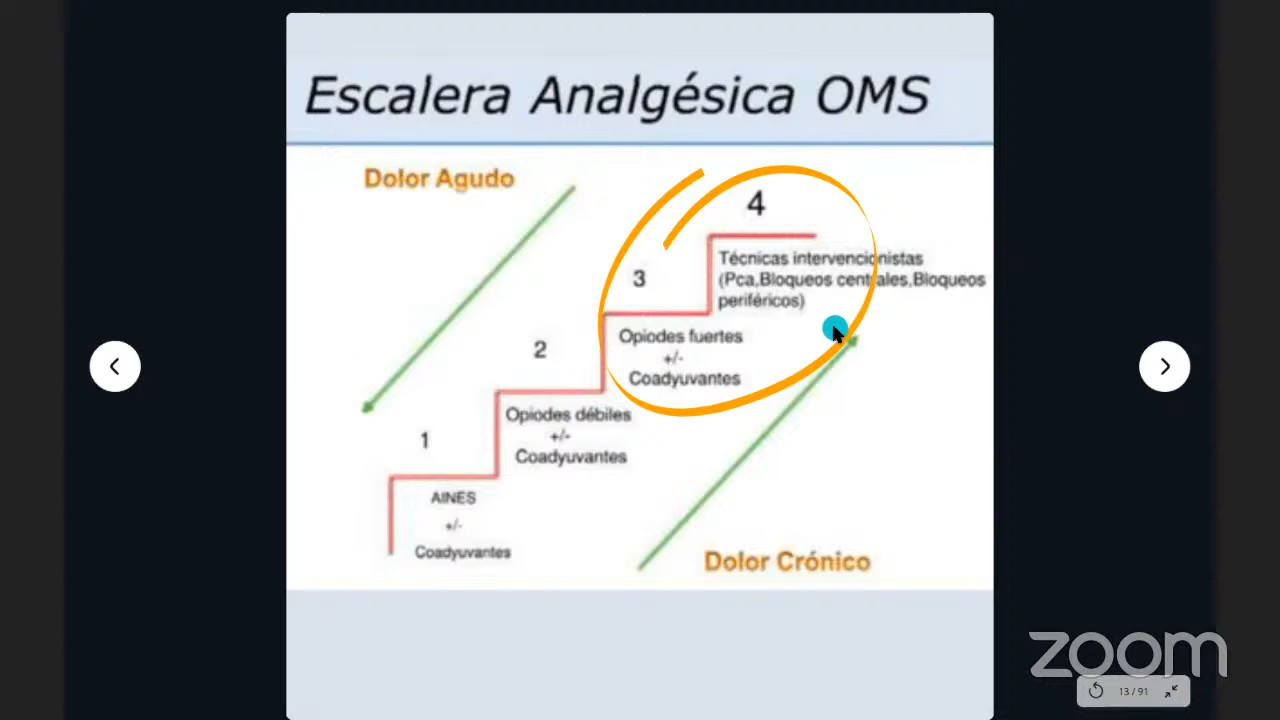 Escalera Analgésica OMS
Dolor Agudo
4
Técnicas intervencionistas
(Pca,Bloqueos centrales,Bloqueos
periféricos)
3
Opiodes fuertes
+/-
Coadyuvantes
2
Opiodes débiles
+/-
Coadyuvantes
1
AINES
+/-
Coadyuvantes
Dolor Crónico
zoom
13 / 91